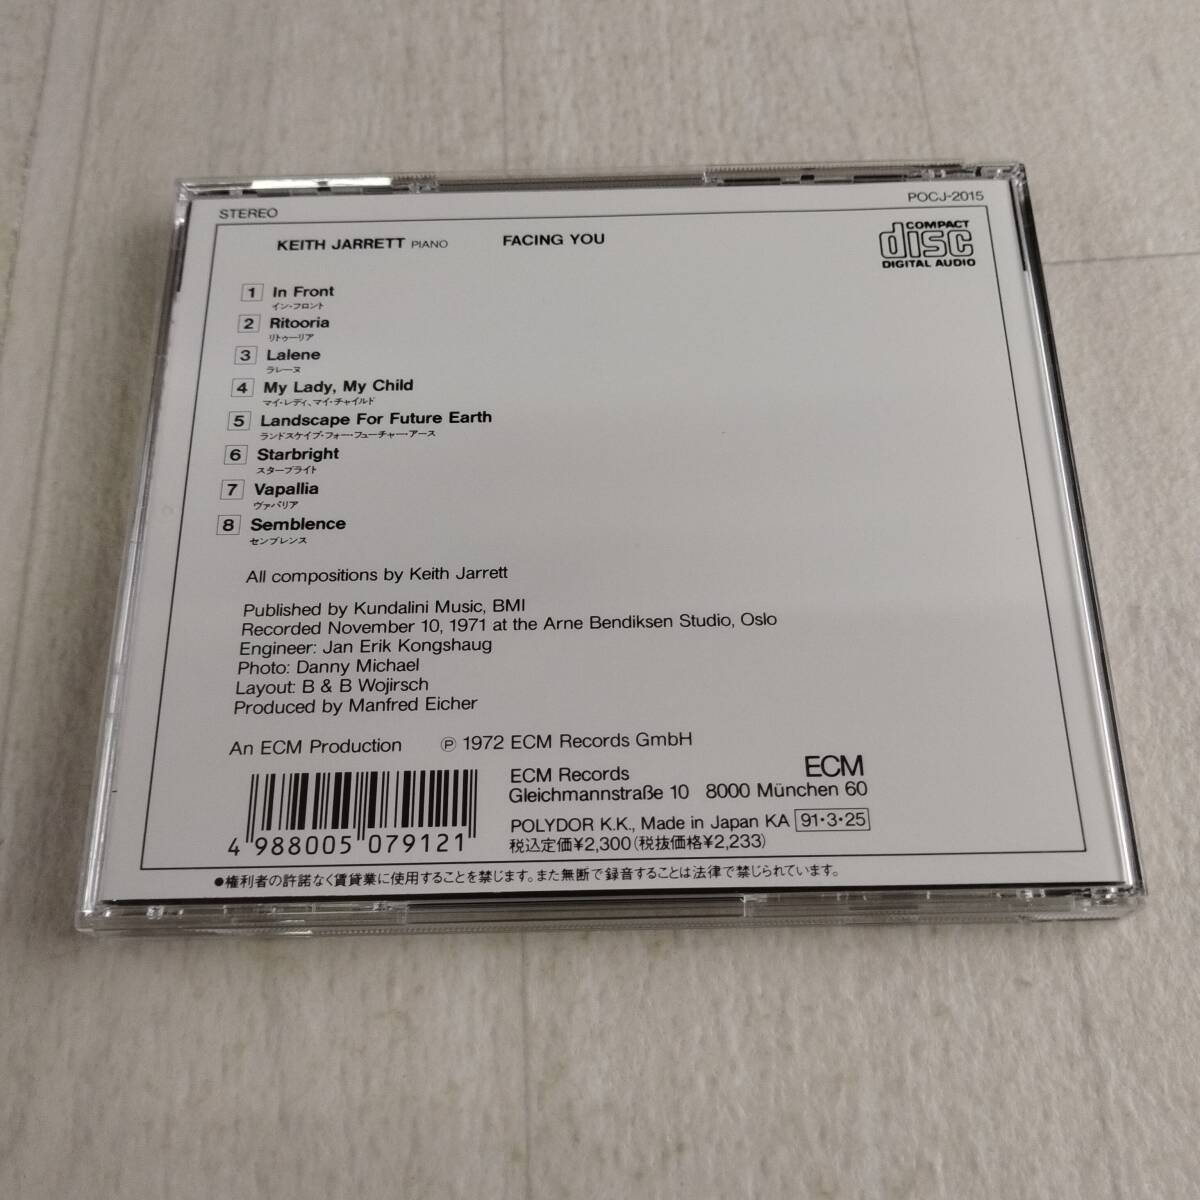 STEREO
POCJ-2015
KEITH JARRETT PIANO
FACING YOU
COMPACT
disc
DIGITAL AUDIO
1 In Front
イン・フロント
2 Ritooria
リトゥーリア
3 Lalene
ラレーヌ
4 My Lady, My Child
マイ・レディ、マイ・チャイルド
5 Landscape For Future Earth
ランドスケイプ・フォー・フューチャー・アース
6 Starbright
スターブライト
7 Vapallia
ヴァパリア
8 Semblence
センブレンス
All compositions by Keith Jarrett
Published by Kundalini Music, BMI
Recorded November 10, 1971 at the Arne Bendiksen Studio, Oslo
Engineer: Jan Erik Kongshaug
Photo: Danny Michael
Layout: B & B Wojirsch
Produced by Manfred Eicher
An ECM Production ℗ 1972 ECM Records GmbH
ECM Records
Gleichmannstraße 10 8000 München 60
ECM
POLYDOR K.K., Made in Japan KA 91・3・25
税込定価¥2,300(税抜価格¥2,233)
4 988005 079121
●権利者の許諾なく賃貸業に使用することを禁じます。また無断で録音することは法律で禁じられています。